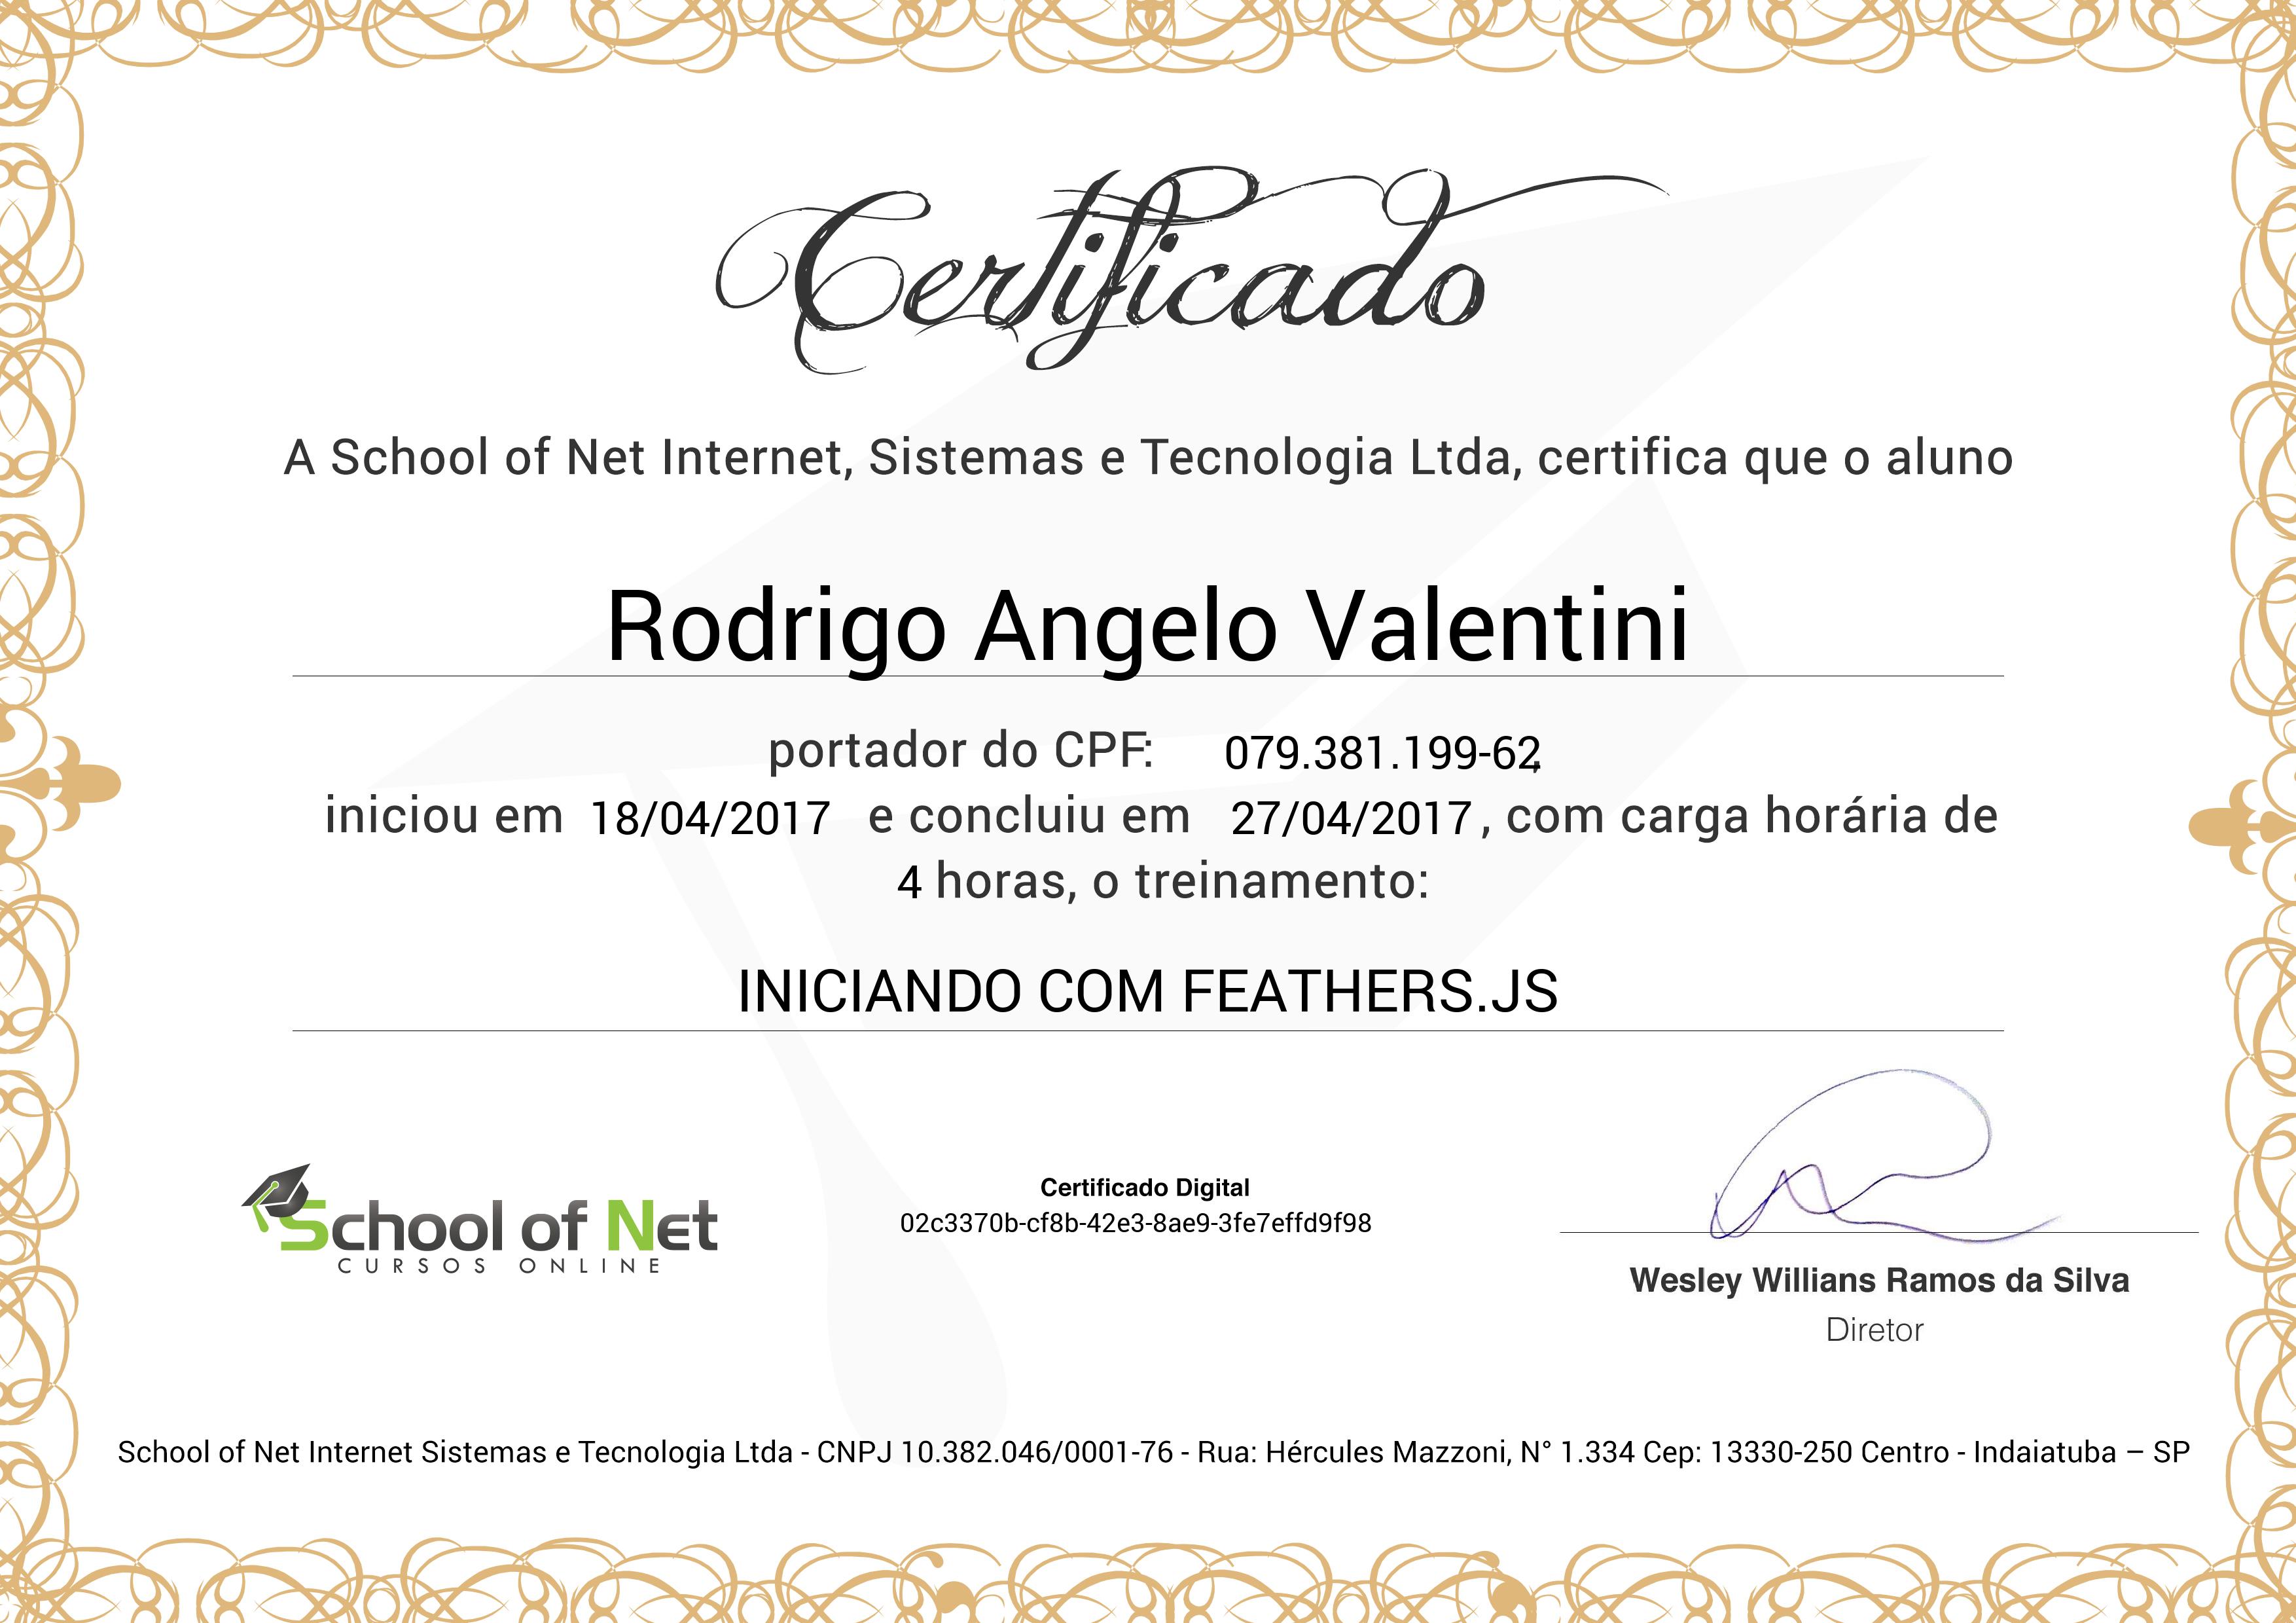 Certificado
A School of Net Internet, Sistemas e Tecnologia Ltda, certifica que o aluno
Rodrigo Angelo Valentini
portador do CPF: 079.381.199-62,
iniciou em 18/04/2017 e concluiu em 27/04/2017, com carga horária de
4 horas, o treinamento:
INICIANDO COM FEATHERS.JS
School of Net
CURSOS ONLINE
Certificado Digital
02c3370b-cf8b-42e3-8ae9-3fe7effd9f98
Wesley Willians Ramos da Silva
Diretor
School of Net Internet Sistemas e Tecnologia Ltda - CNPJ 10.382.046/0001-76 - Rua: Hércules Mazzoni, N° 1.334 Cep: 13330-250 Centro - Indaiatuba – SP